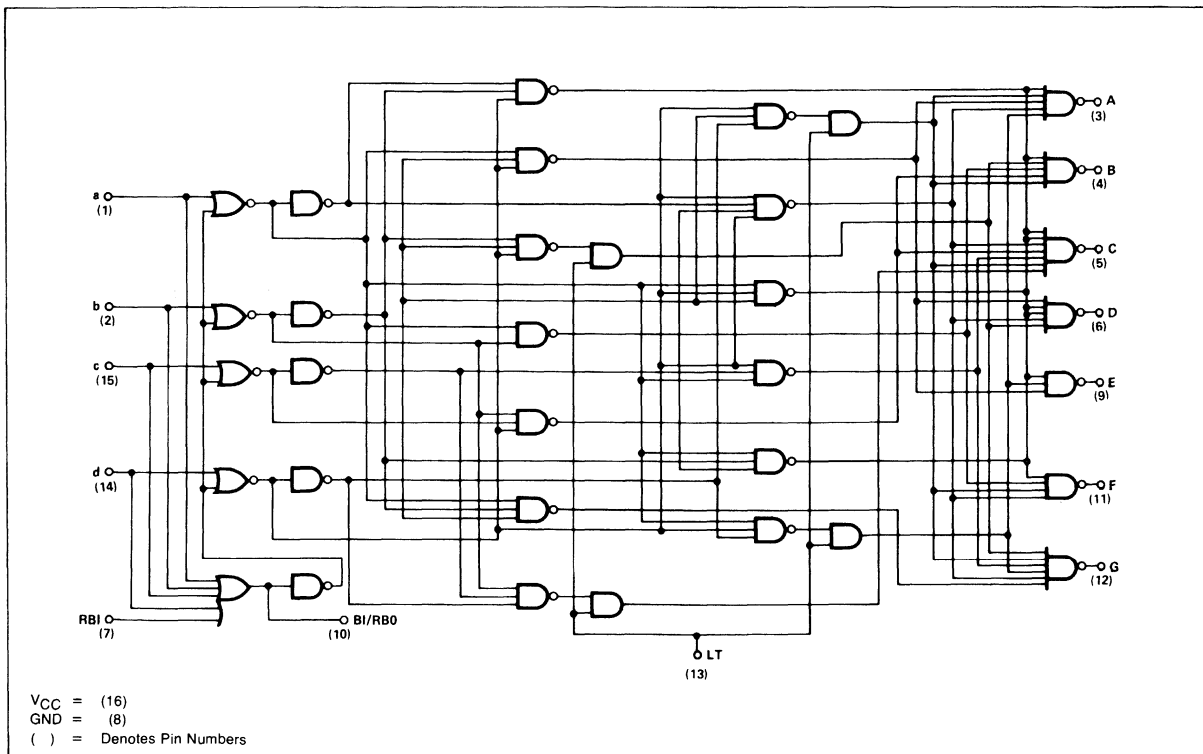 a
(1)
b
(2)
c
(15)
d
(14)
RBI
(7)
BI/RBO
(10)
LT
(13)
A
(3)
B
(4)
C
(5)
D
(6)
E
(9)
F
(11)
G
(12)
VCC = (16)
GND = (8)
( ) = Denotes Pin Numbers